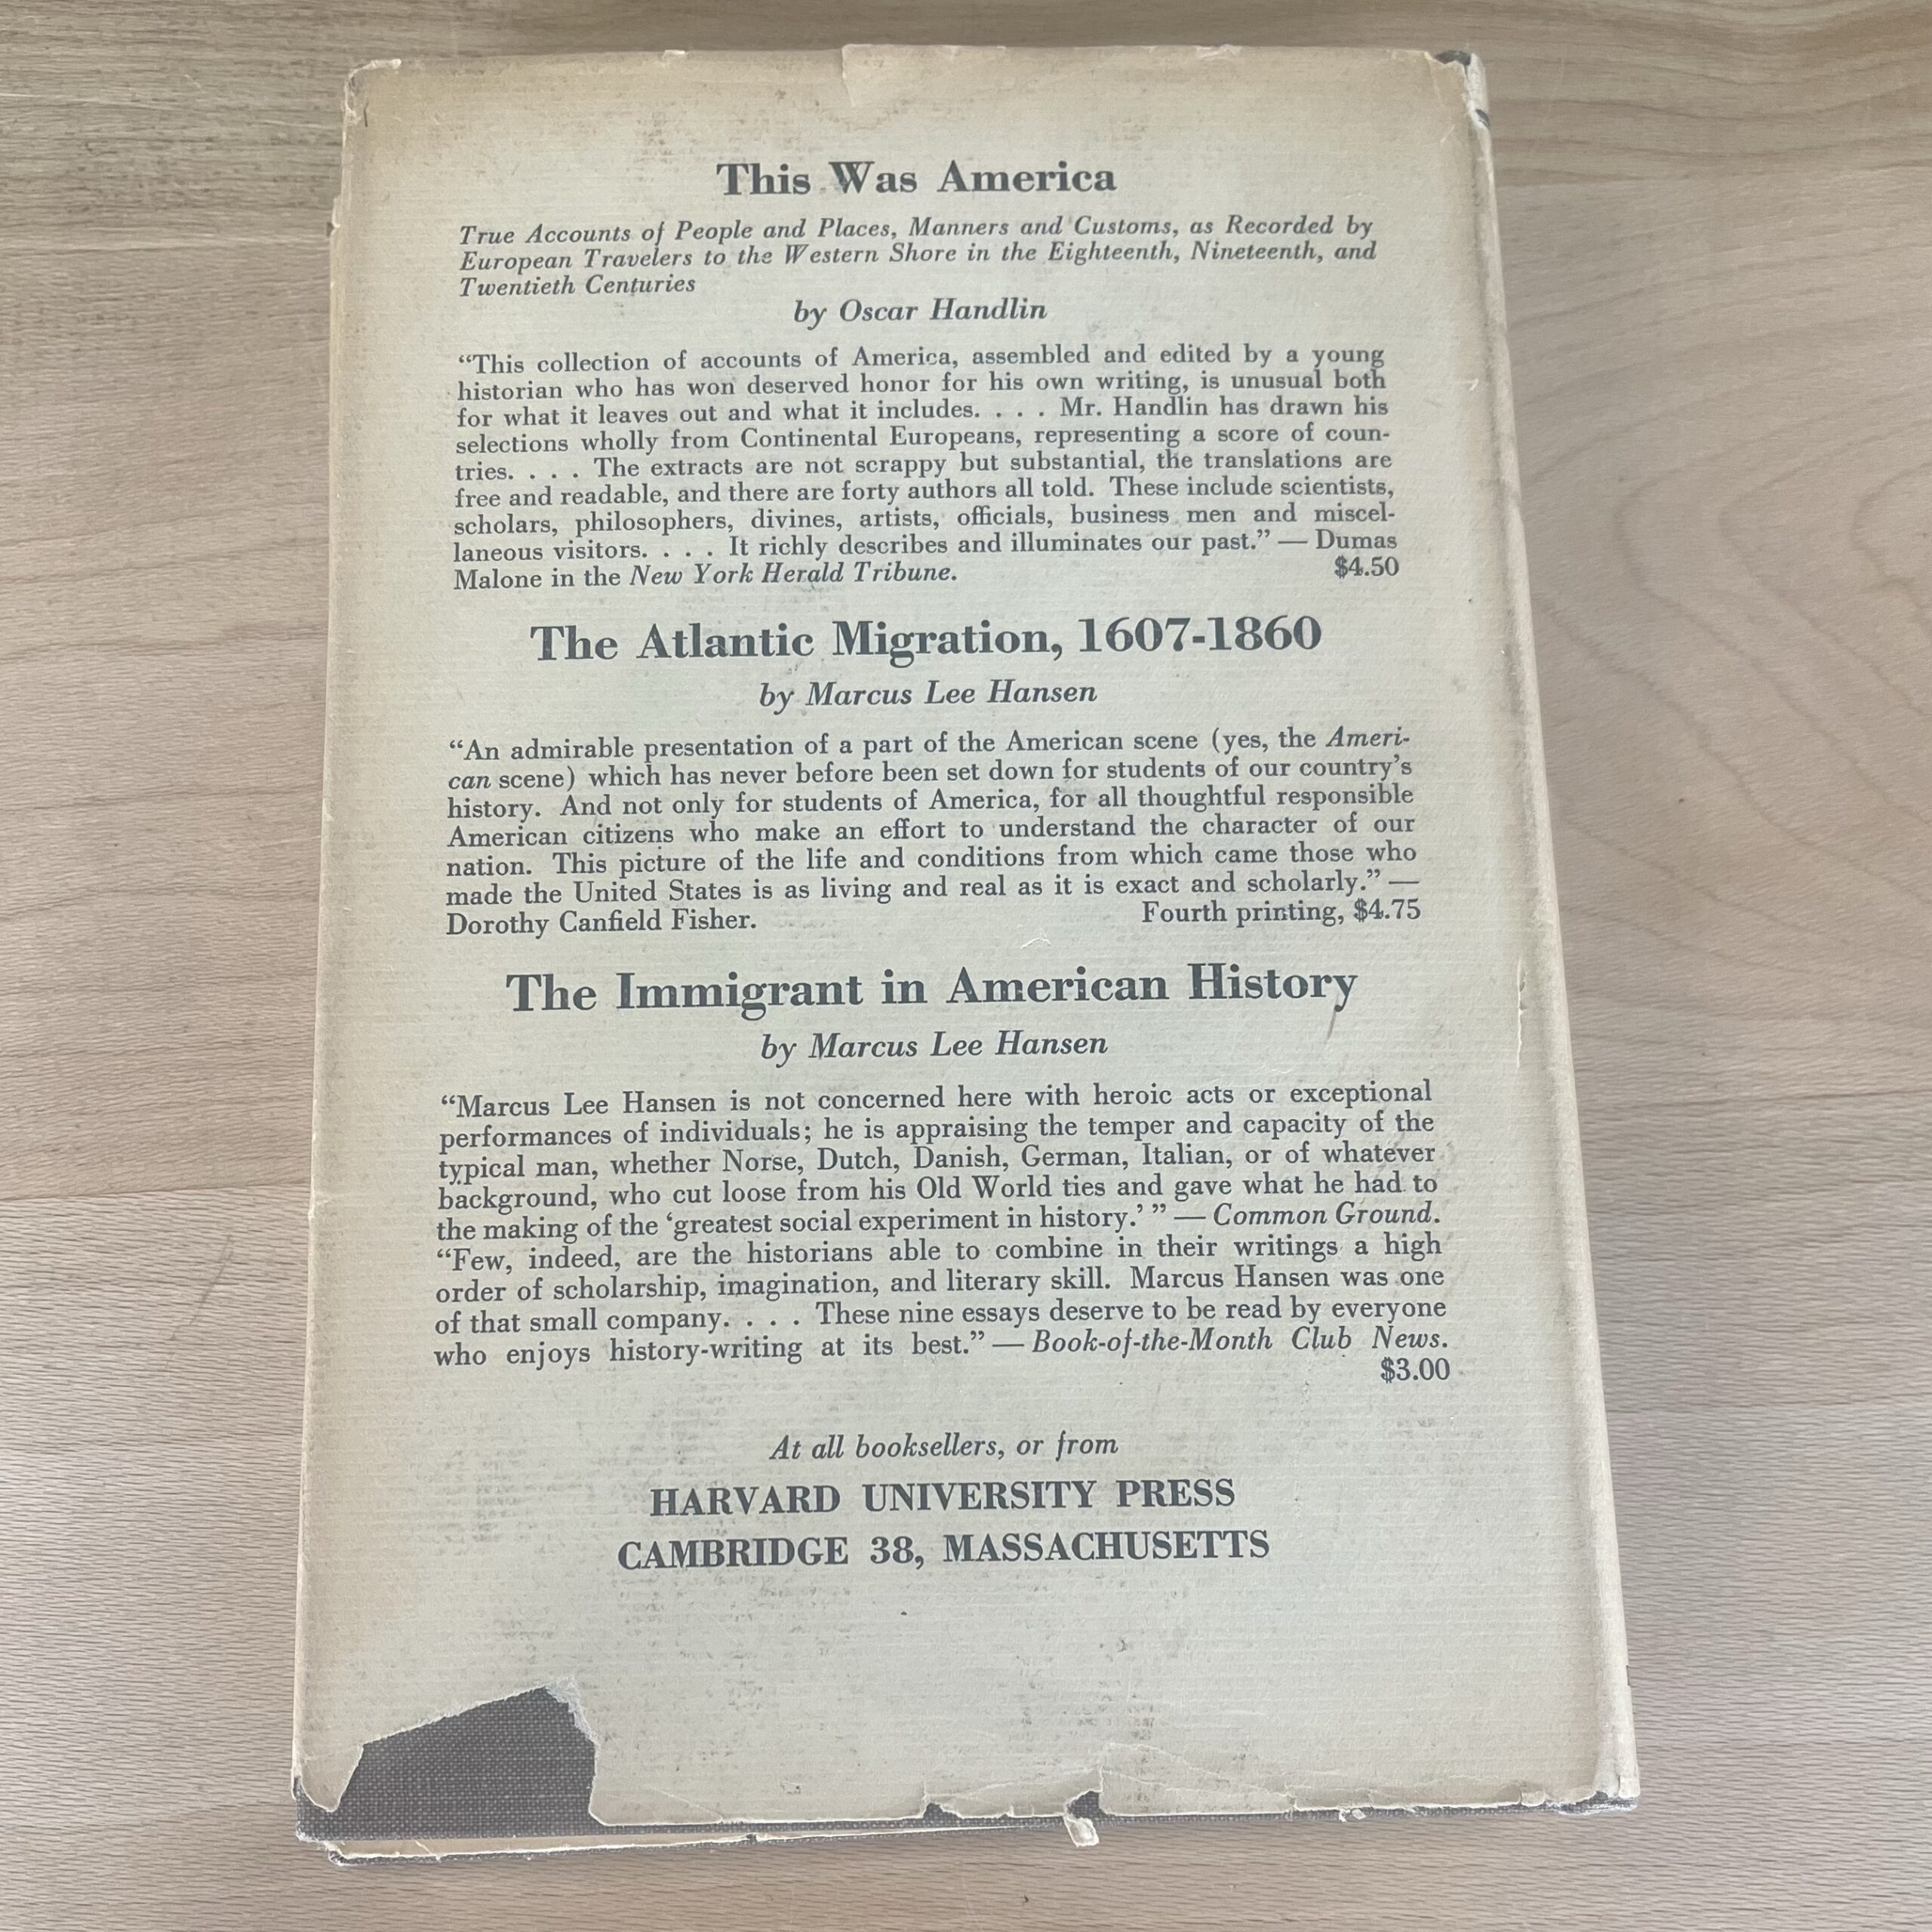 This Was America
True Accounts of People and Places, Manners and Customs, as Recorded by
European Travelers to the Western Shore in the Eighteenth, Nineteenth, and
Twentieth Centuries
by Oscar Handlin
“This collection of accounts of America, assembled and edited by a young
historian who has won deserved honor for his own writing, is unusual both
for what it leaves out and what it includes. . . . Mr. Handlin has drawn his
selections wholly from Continental Europeans, representing a score of coun-
tries. . . . The extracts are not scrappy but substantial, the translations are
free and readable, and there are forty authors all told. These include scientists,
scholars, philosophers, divines, artists, officials, business men and miscel-
laneous visitors. . . . It richly describes and illuminates our past.” — Dumas
Malone in the New York Herald Tribune. $4.50
The Atlantic Migration, 1607-1860
by Marcus Lee Hansen
“An admirable presentation of a part of the American scene (yes, the Ameri-
can scene) which has never before been set down for students of our country’s
history. And not only for students of America, for all thoughtful responsible
American citizens who make an effort to understand the character of our
nation. This picture of the life and conditions from which came those who
made the United States is as living and real as it is exact and scholarly.” —
Dorothy Canfield Fisher. Fourth printing, $4.75
The Immigrant in American History
by Marcus Lee Hansen
“Marcus Lee Hansen is not concerned here with heroic acts or exceptional
performances of individuals; he is appraising the temper and capacity of the
typical man, whether Norse, Dutch, Danish, German, Italian, or of whatever
background, who cut loose from his Old World ties and gave what he had to
the making of the ‘greatest social experiment in history.’ ” — Common Ground.
“Few, indeed, are the historians able to combine in their writings a high
order of scholarship, imagination, and literary skill. Marcus Hansen was one
of that small company. . . . These nine essays deserve to be read by everyone
who enjoys history-writing at its best.” — Book-of-the-Month Club News.
$3.00
At all booksellers, or from
HARVARD UNIVERSITY PRESS
CAMBRIDGE 38, MASSACHUSETTS